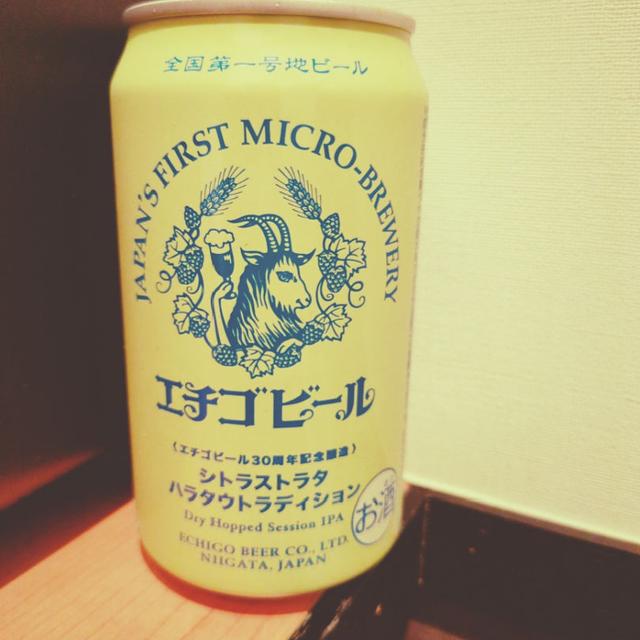 全国第一号地ビール
JAPAN'S FIRST MICRO-BREWERY
エチゴビール
〈エチゴビール30周年記念醸造〉
シトラストラタ
ハラタウトラディション
Dry Hopped Session IPA
お酒
ECHIGO BEER CO., LTD.
NIIGATA, JAPAN